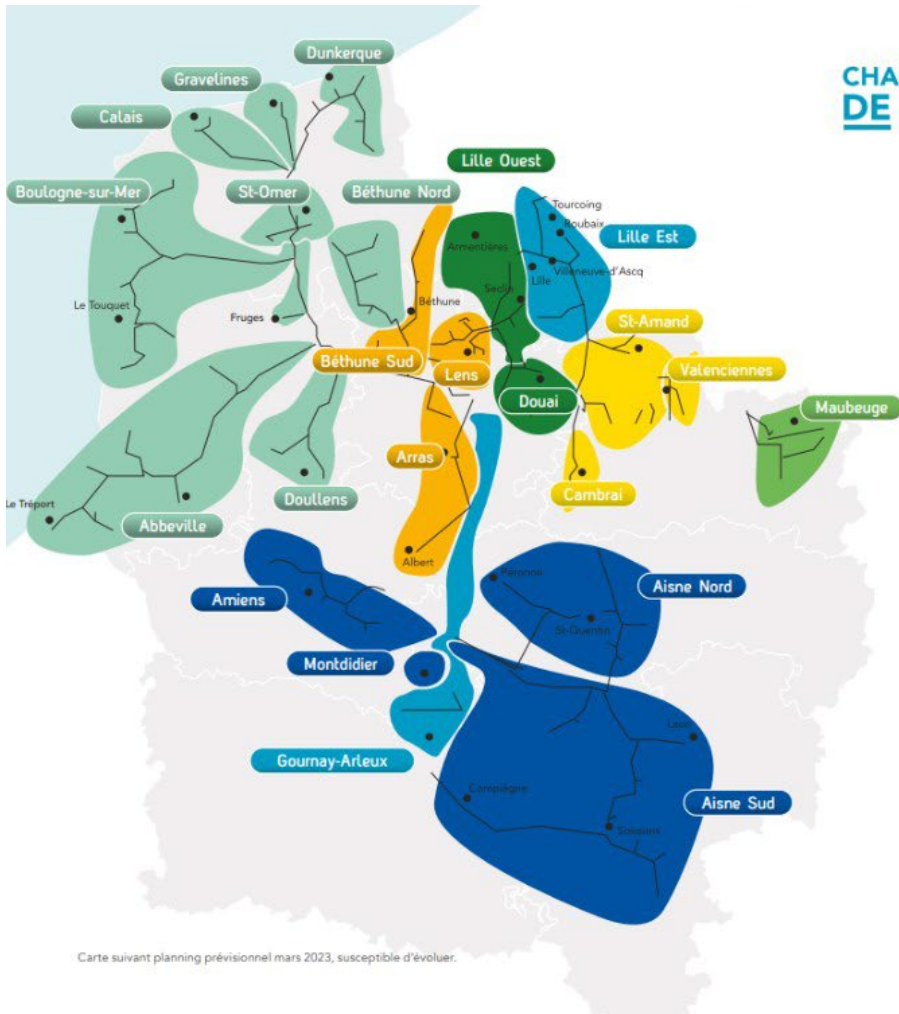 Dunkerque
Gravelines
CHA
DE
Calais
Lille Ouest
Boulogne-sur-Mer
St-Omer
Béthune Nord
Tourcoing
Roubaix
Lille Est
Armentières
Villeneuve-d'Ascq
Lille
Seclin
Le Touquet
Béthune
Fruges
St-Amand
Béthune Sud
Lens
Valenciennes
Douai
Maubeuge
Arras
Cambrai
Doullens
Le Tréport
Abbeville
Albert
Péronne
Aisne Nord
Amiens
St-Quentin
Montdidier
Laon
Gournay-Arleux
Compiègne
Aisne Sud
Soissons
Carte suivant planning prévisionnel mars 2023, susceptible d'évoluer.